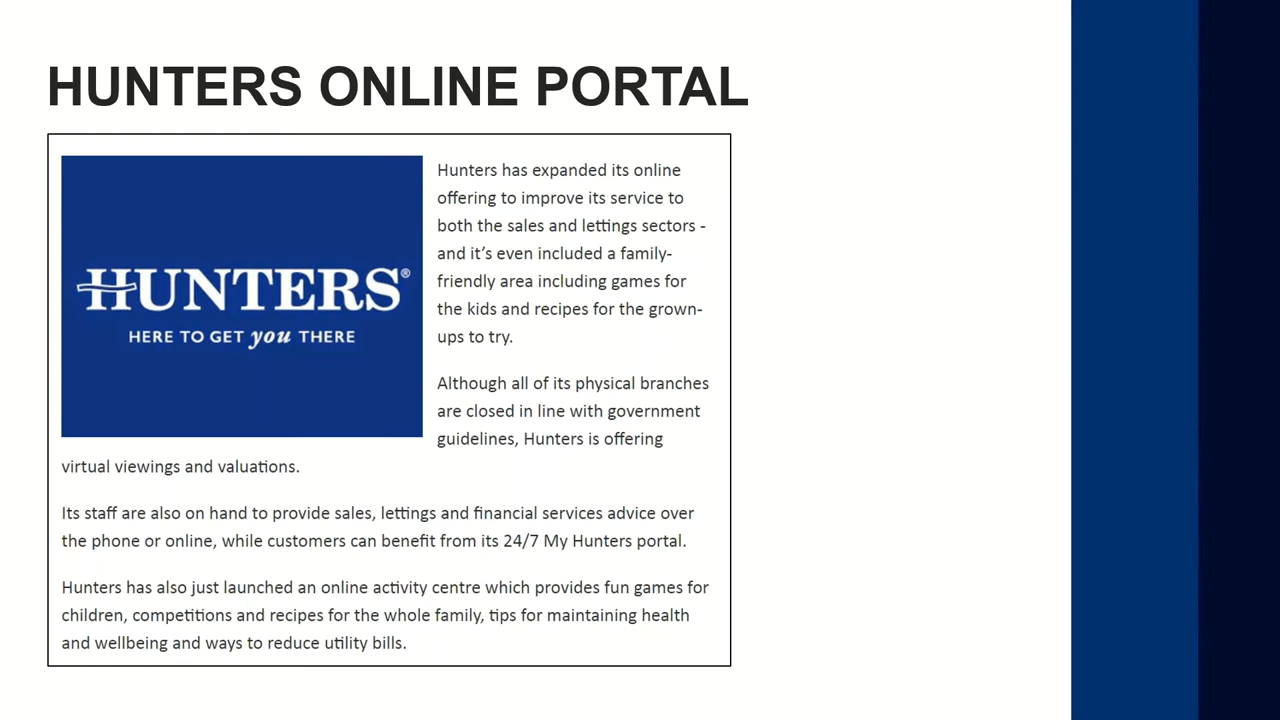 HUNTERS ONLINE PORTAL
HUNTERS®
HERE TO GET you THERE
Hunters has expanded its online
offering to improve its service to
both the sales and lettings sectors -
and it’s even included a family-
friendly area including games for
the kids and recipes for the grown-
ups to try.
Although all of its physical branches
are closed in line with government
guidelines, Hunters is offering
virtual viewings and valuations.
Its staff are also on hand to provide sales, lettings and financial services advice over
the phone or online, while customers can benefit from its 24/7 My Hunters portal.
Hunters has also just launched an online activity centre which provides fun games for
children, competitions and recipes for the whole family, tips for maintaining health
and wellbeing and ways to reduce utility bills.